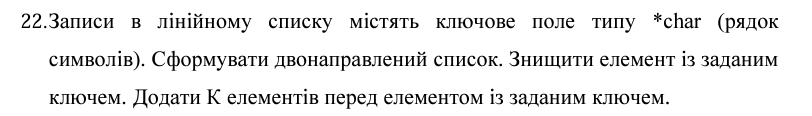 22.Записи в лінійному списку містять ключове поле типу *char (рядок
символів). Сформувати двонаправлений список. Знищити елемент із заданим
ключем. Додати К елементів перед елементом із заданим ключем.